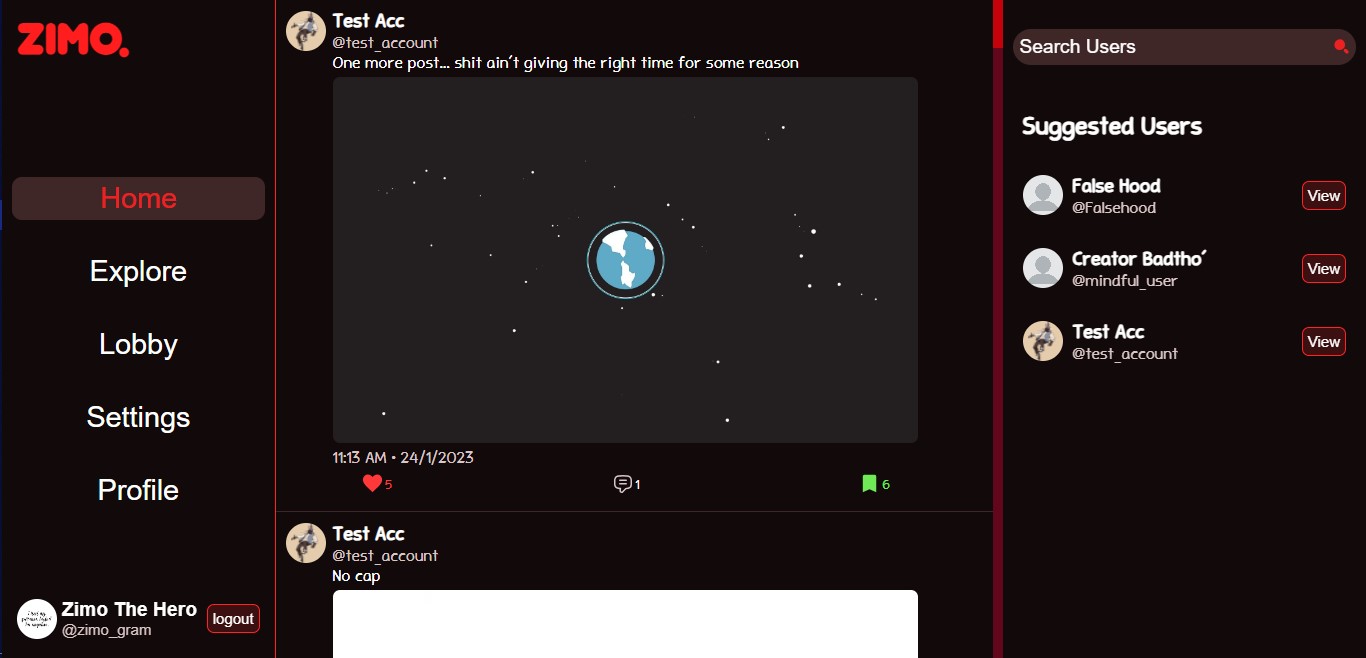 ZIMO.
Home
Explore
Lobby
Settings
Profile
Zimo The Hero
@zimo_gram
logout
Test Acc
@test_account
One more post... shit ain't giving the right time for some reason
11:13 AM • 24/1/2023
5
1
6
Test Acc
@test_account
No cap
Search Users
Suggested Users
False Hood
@Falsehood
View
Creator Badtho'
@mindful_user
View
Test Acc
@test_account
View